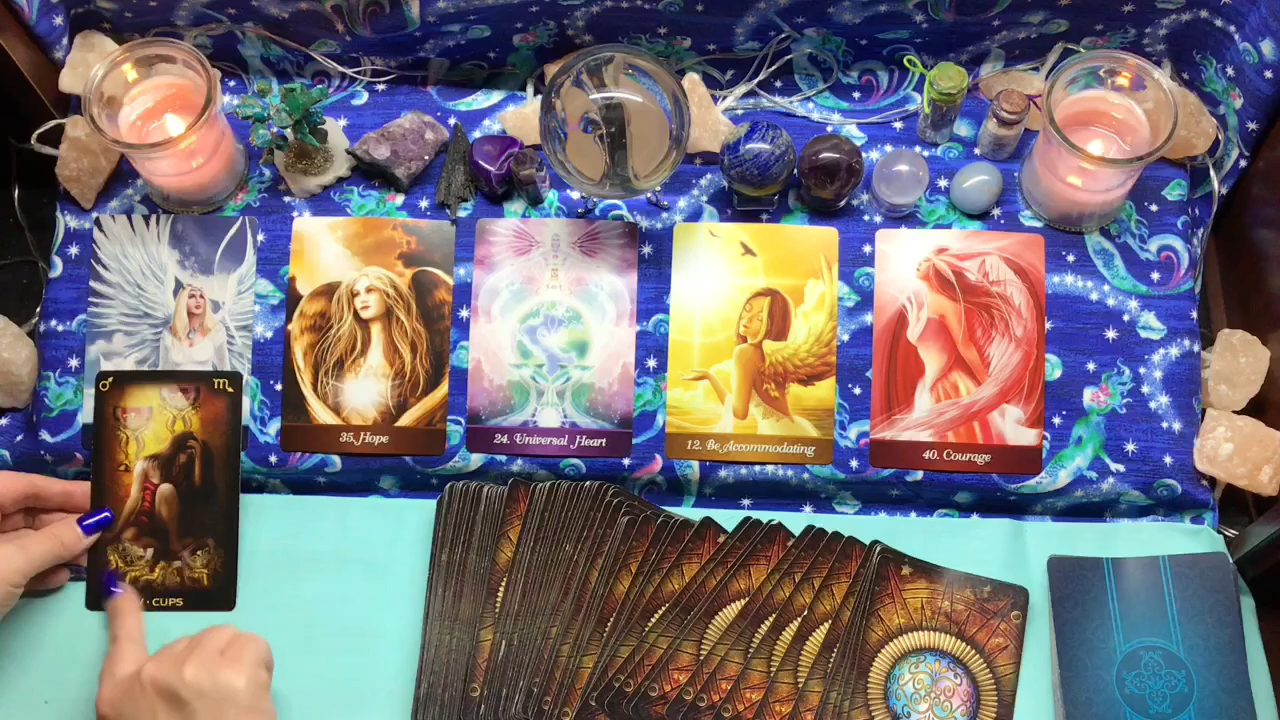 35. Hope
24. Universal Heart
12. Be Accommodating
40. Courage
CUPS